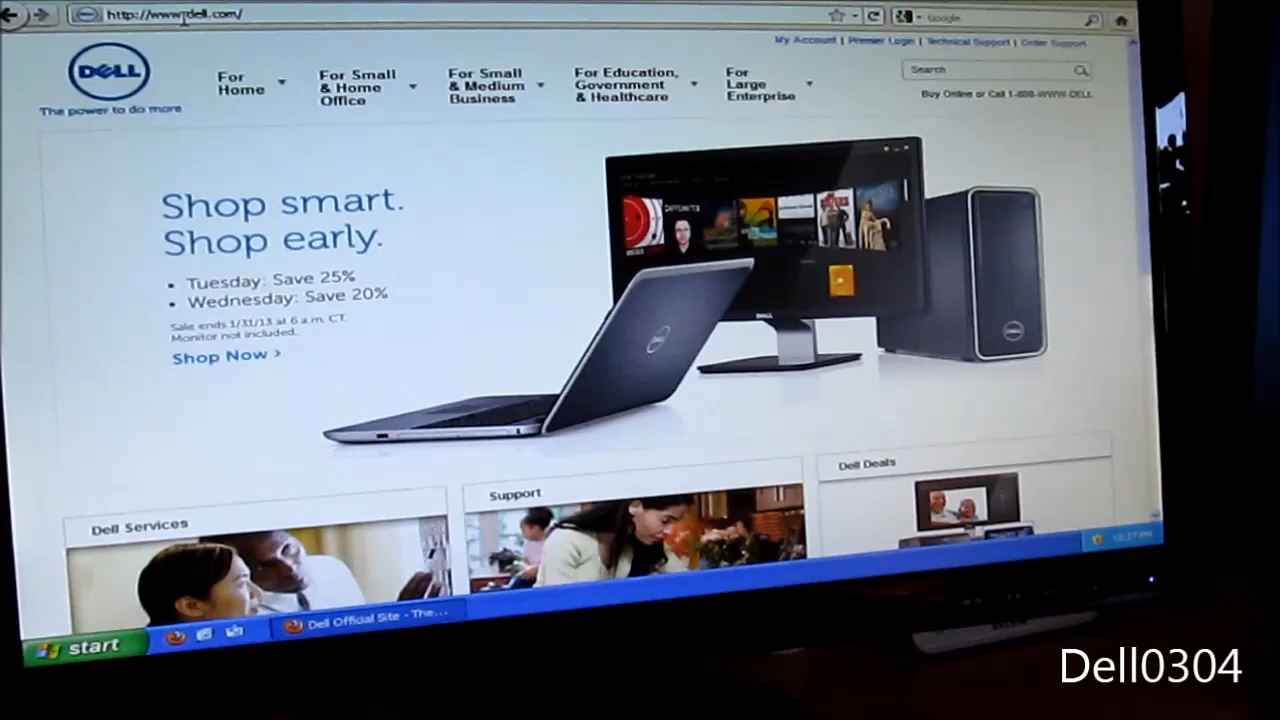 http://www.dell.com/
Google
My Account | Premier Login | Technical Support | Order Support
DELL
The power to do more
For Home
For Small & Home Office
For Small & Medium Business
For Education, Government & Healthcare
For Large Enterprise
Search
Buy Online or Call 1-800-WWW-DELL
Shop smart.
Shop early.
• Tuesday: Save 25%
• Wednesday: Save 20%
Sale ends 1/31/13 at 6 a.m. CT.
Monitor not included.
Shop Now >
DELL
Dell Services
Support
Dell Deals
start
Dell Official Site - The...
Dell0304